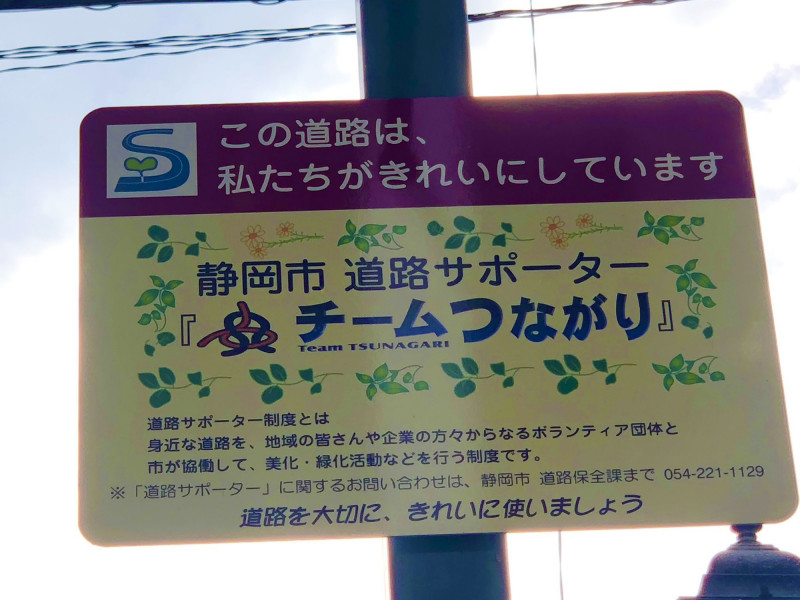 この道路は、
私たちがきれいにしています
静岡市 道路サポーター
『チームつながり』
Team TSUNAGARI
道路サポーター制度とは
身近な道路を、地域の皆さんや企業の方々からなるボランティア団体と
市が協働して、美化・緑化活動などを行う制度です。
※「道路サポーター」に関するお問い合わせは、静岡市 道路保全課まで 054-221-1129
道路を大切に、きれいに使いましょう